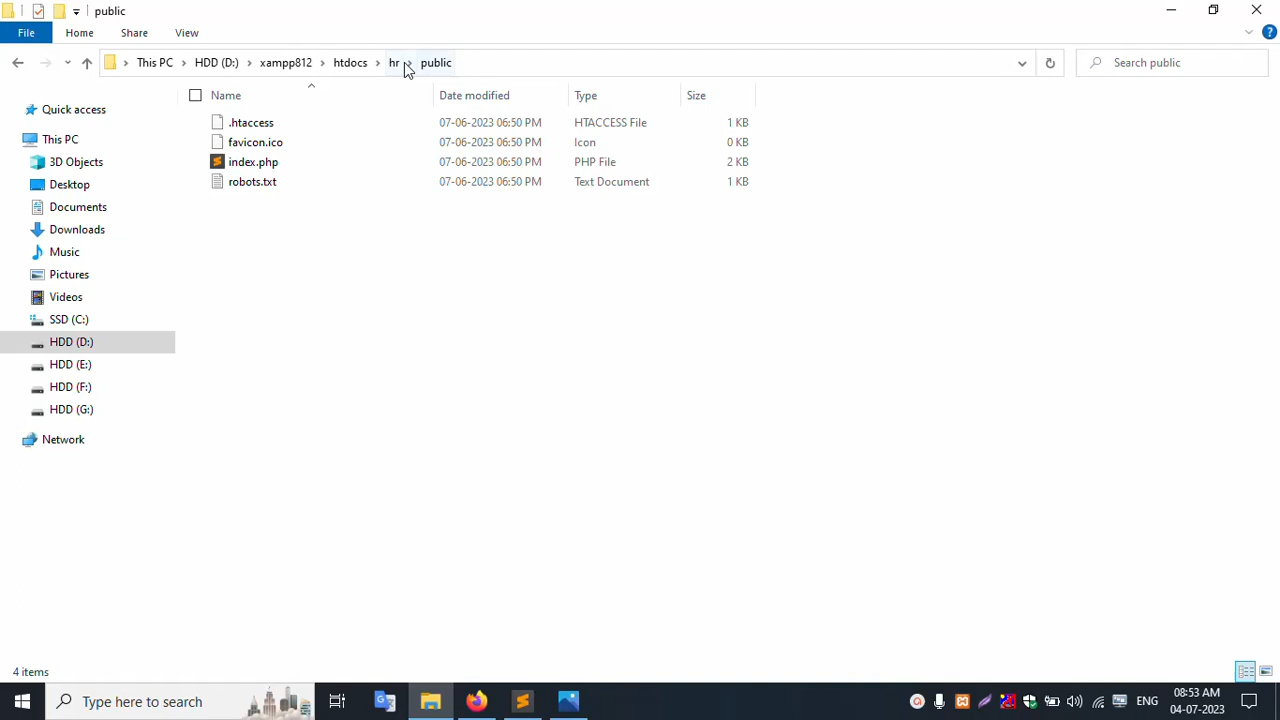 public
File
Home
Share
View
This PC
HDD (D:)
xampp812
htdocs
hr
public
Search public
Name
Date modified
Type
Size
.htaccess
07-06-2023 06:50 PM
HTACCESS File
1 KB
favicon.ico
07-06-2023 06:50 PM
Icon
0 KB
index.php
07-06-2023 06:50 PM
PHP File
2 KB
robots.txt
07-06-2023 06:50 PM
Text Document
1 KB
Quick access
This PC
3D Objects
Desktop
Documents
Downloads
Music
Pictures
Videos
SSD (C:)
HDD (D:)
HDD (E:)
HDD (F:)
HDD (G:)
Network
4 items
Type here to search
ENG
08:53 AM
04-07-2023